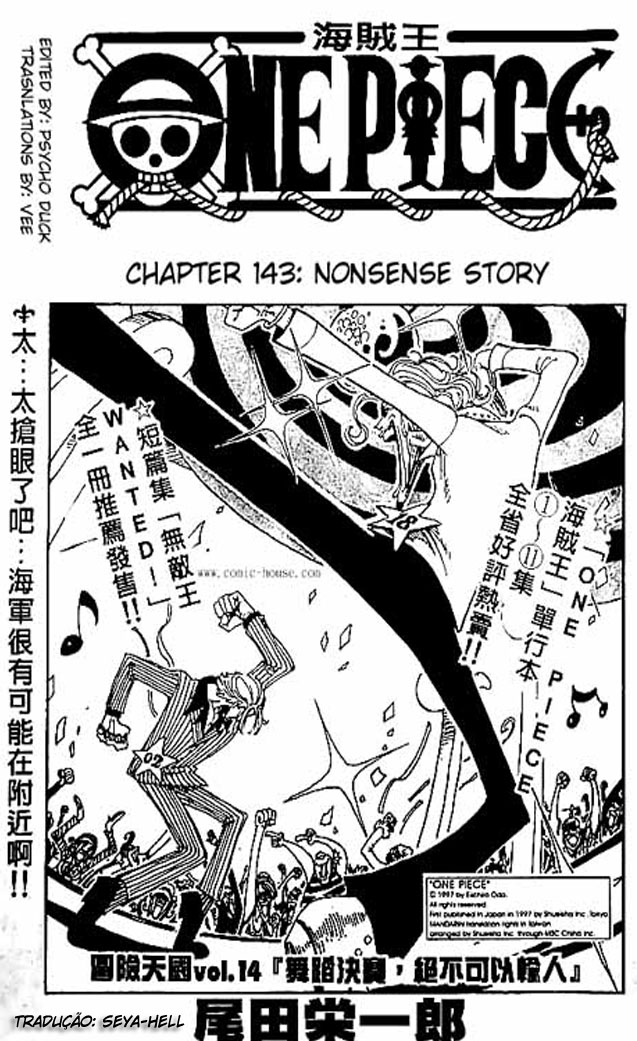 海賊王
ONE PIECE
EDITED BY: PSYCHO DUCK
TRASNLATIONS BY: VEE
CHAPTER 143: NONSENSE STORY
太…太搶眼了吧…海軍很有可能在附近啊!!
☆「ONE PIECE
海賊王」單行本
①~⑪集
全省好評熱賣!!
☆短篇集「無敵王
WANTED!」
全一冊推薦發售!!
www.comic-house.com
8
02
"ONE PIECE"
© 1997 by Eiichiro Oda.
All rights reserved
First published in Japan in 1997 by Shueisha Inc. Tokyo
MANDARIN translation rights in Taiwan
arranged by Shueisha Inc. through MBC China Inc.
冒險天國vol.14『舞蹈決賽,絕不可以輸人』
TRADUÇÃO: SEYA-HELL
尾田栄一郎